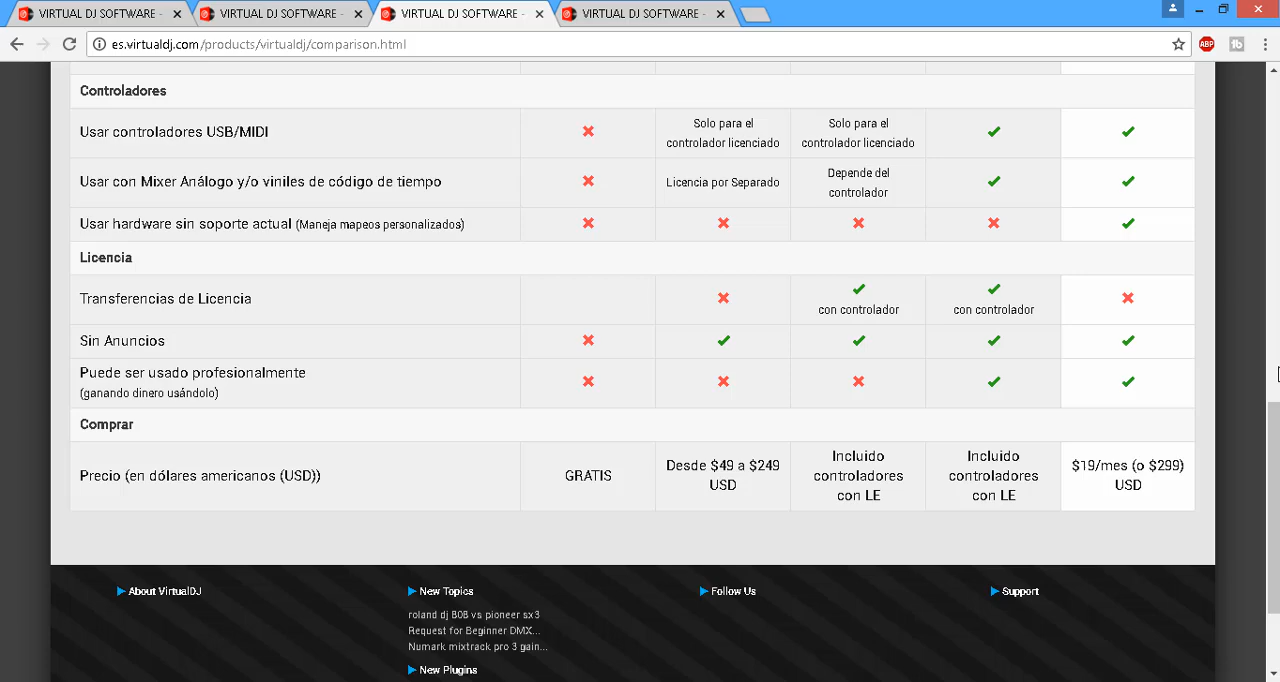 VIRTUAL DJ SOFTWARE -
VIRTUAL DJ SOFTWARE -
VIRTUAL DJ SOFTWARE -
VIRTUAL DJ SOFTWARE -
es.virtualdj.com/products/virtualdj/comparison.html
ABP
tb
Controladores
Usar controladores USB/MIDI
Solo para el
controlador licenciado
Solo para el
controlador licenciado
Usar con Mixer Análogo y/o viniles de código de tiempo
Licencia por Separado
Depende del
controlador
Usar hardware sin soporte actual (Maneja mapeos personalizados)
Licencia
Transferencias de Licencia
con controlador
con controlador
Sin Anuncios
Puede ser usado profesionalmente
(ganando dinero usándolo)
Comprar
Precio (en dólares americanos (USD))
GRATIS
Desde $49 a $249
USD
Incluido
controladores
con LE
Incluido
controladores
con LE
$19/mes (o $299)
USD
About VirtualDJ
New Topics
roland dj 808 vs pioneer sx3
Request for Beginner DMX...
Numark mixtrack pro 3 gain...
New Plugins
Follow Us
Support